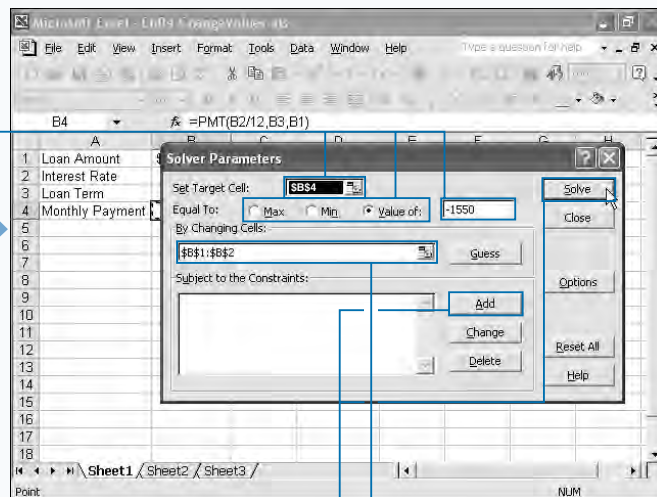 Microsoft Excel - Ch04 ChangeValues.xls
File Edit View Insert Format Tools Data Window Help Type a question for help
B4 fx =PMT(B2/12,B3,B1)
A B C D E F G H
1 Loan Amount $
2 Interest Rate
3 Loan Term
4 Monthly Payment
5
6
7
8
9
10
11
12
13
14
15
16
17
18
Solver Parameters
Set Target Cell: $B$4 Solve
Equal To: Max Min Value of: -1550 Close
By Changing Cells:
$B$1:$B$2 Guess
Subject to the Constraints: Options
Add
Change
Delete
Reset All
Help
Sheet1 / Sheet2 / Sheet3 /
Point NUM